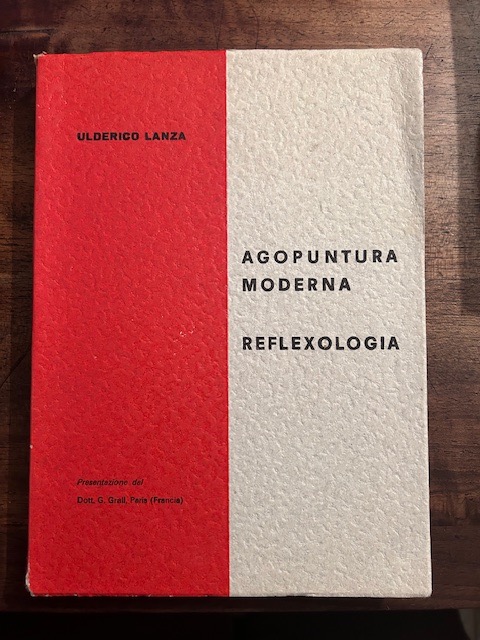 ULDERICO LANZA
AGOPUNTURA
MODERNA
REFLEXOLOGIA
Presentazione del
Dott. G. Grall, Paris (Francia)